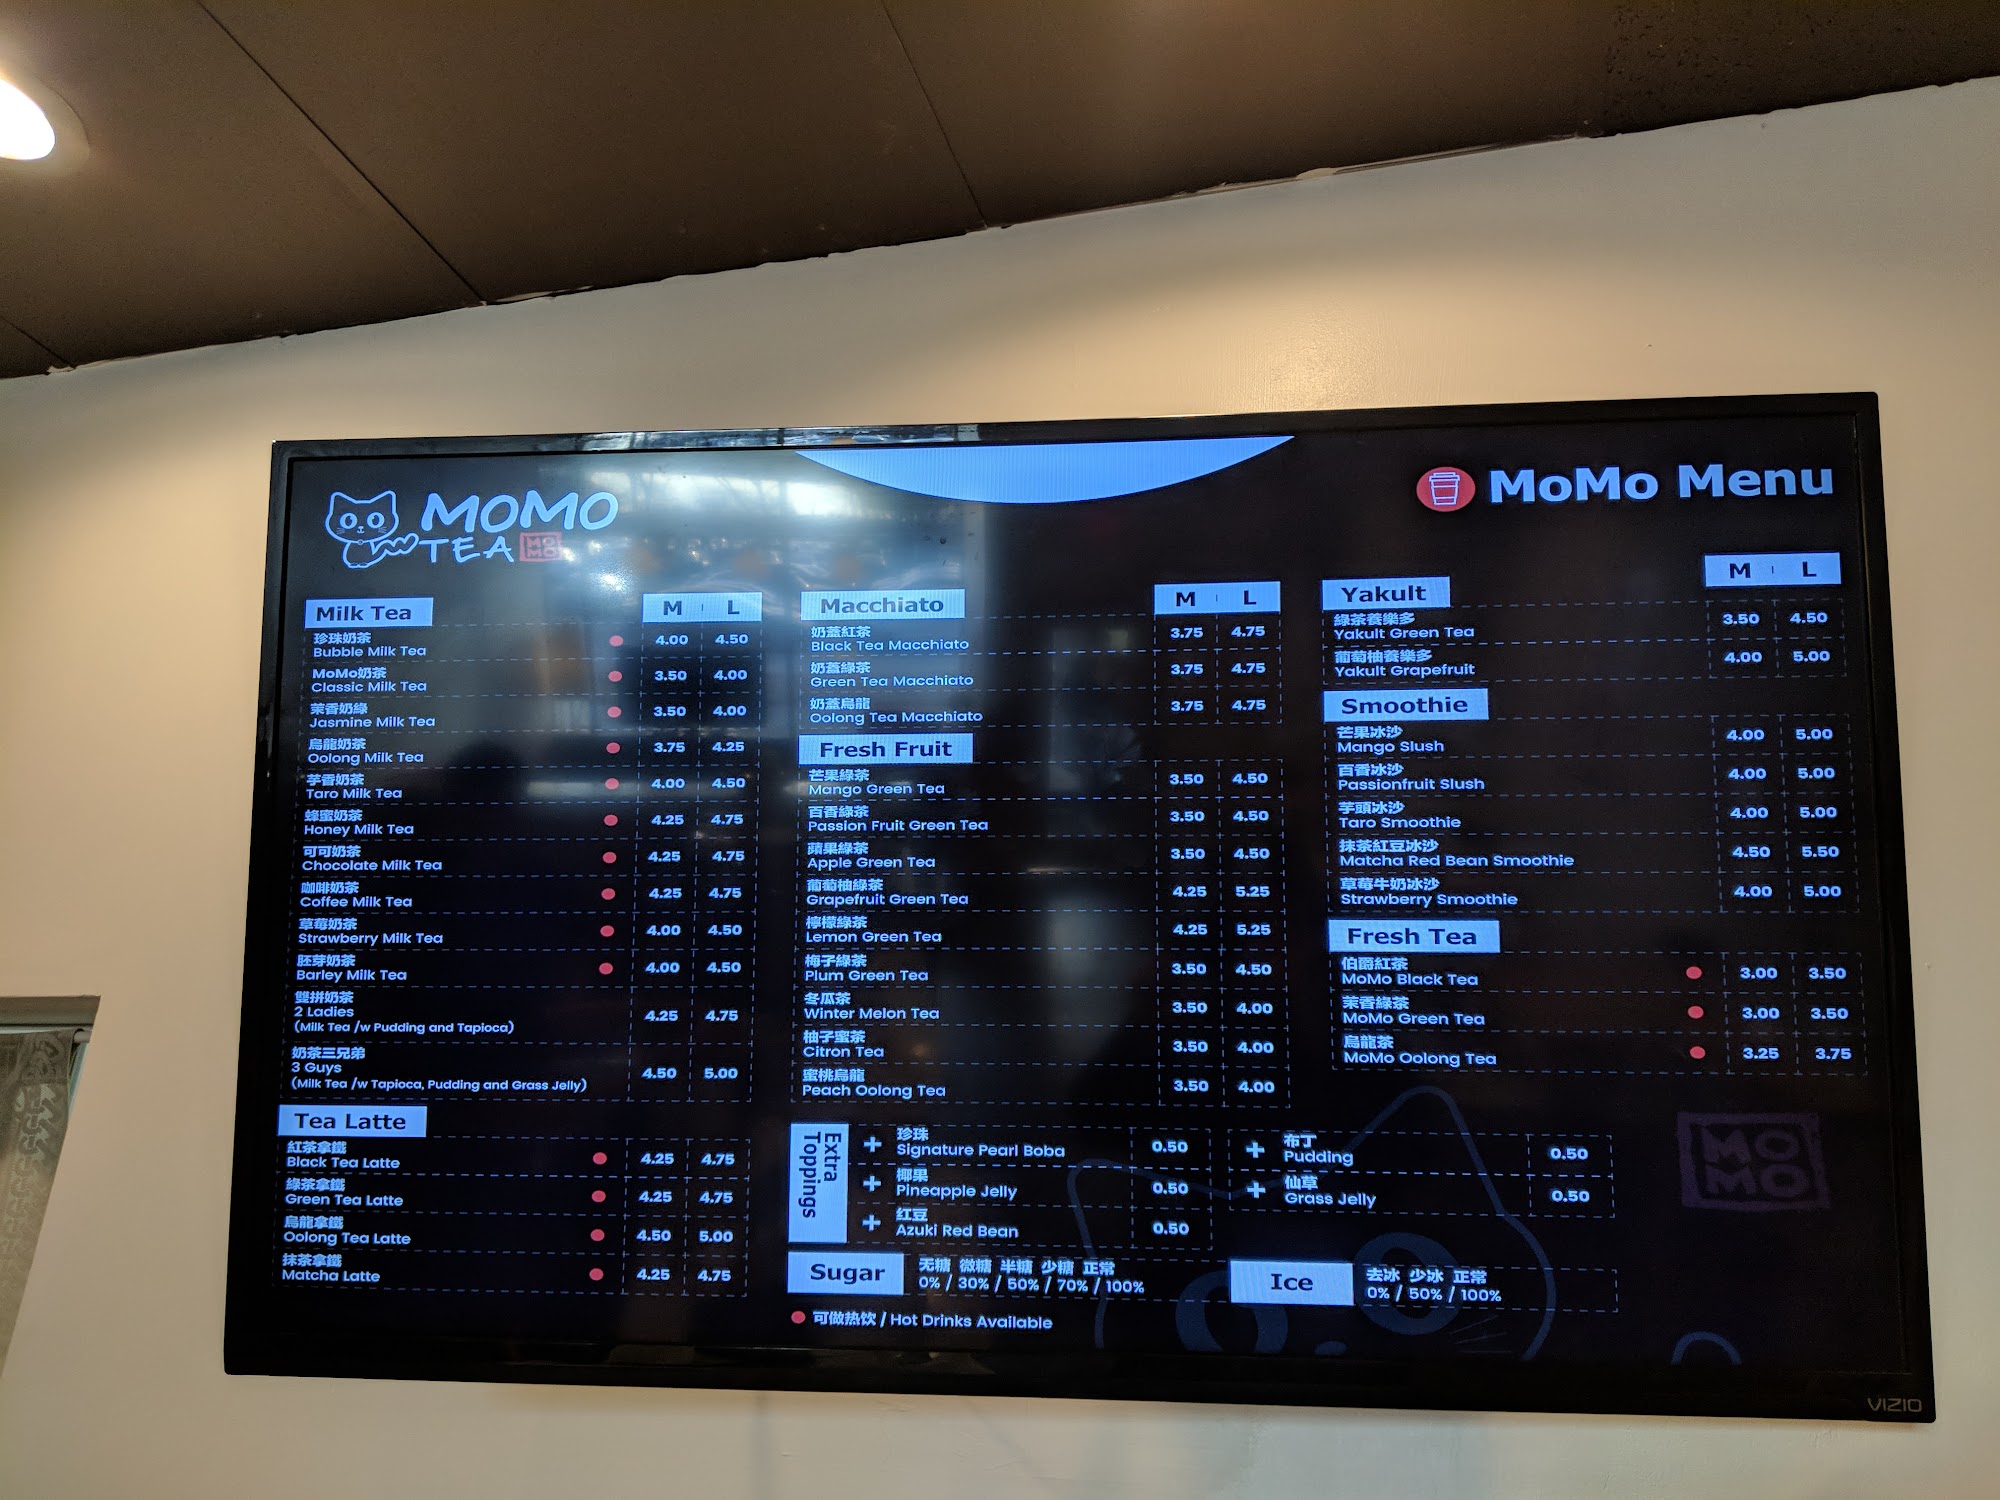 MOMO
TEA MO MO
MoMo Menu
Milk Tea M L
珍珠奶茶
Bubble Milk Tea 4.00 4.50
MoMo奶茶
Classic Milk Tea 3.50 4.00
茉香奶綠
Jasmine Milk Tea 3.50 4.00
烏龍奶茶
Oolong Milk Tea 3.75 4.25
芋香奶茶
Taro Milk Tea 4.00 4.50
蜂蜜奶茶
Honey Milk Tea 4.25 4.75
可可奶茶
Chocolate Milk Tea 4.25 4.75
咖啡奶茶
Coffee Milk Tea 4.25 4.75
草莓奶茶
Strawberry Milk Tea 4.00 4.50
胚芽奶茶
Barley Milk Tea 4.00 4.50
雙拼奶茶
2 Ladies 4.25 4.75
(Milk Tea /w Pudding and Tapioca)
奶茶三兄弟
3 Guys 4.50 5.00
(Milk Tea /w Tapioca, Pudding and Grass Jelly)
Tea Latte
紅茶拿鐵
Black Tea Latte 4.25 4.75
綠茶拿鐵
Green Tea Latte 4.25 4.75
烏龍拿鐵
Oolong Tea Latte 4.50 5.00
抹茶拿鐵
Matcha Latte 4.25 4.75
Macchiato M L
奶蓋紅茶
Black Tea Macchiato 3.75 4.75
奶蓋綠茶
Green Tea Macchiato 3.75 4.75
奶蓋烏龍
Oolong Tea Macchiato 3.75 4.75
Fresh Fruit
芒果綠茶
Mango Green Tea 3.50 4.50
百香綠茶
Passion Fruit Green Tea 3.50 4.50
蘋果綠茶
Apple Green Tea 3.50 4.50
葡萄柚綠茶
Grapefruit Green Tea 4.25 5.25
檸檬綠茶
Lemon Green Tea 4.25 5.25
梅子綠茶
Plum Green Tea 3.50 4.50
冬瓜茶
Winter Melon Tea 3.50 4.00
柚子蜜茶
Citron Tea 3.50 4.00
蜜桃烏龍
Peach Oolong Tea 3.50 4.00
Yakult M L
綠茶養樂多
Yakult Green Tea 3.50 4.50
葡萄柚養樂多
Yakult Grapefruit 4.00 5.00
Smoothie
芒果冰沙
Mango Slush 4.00 5.00
百香冰沙
Passionfruit Slush 4.00 5.00
芋頭冰沙
Taro Smoothie 4.00 5.00
抹茶紅豆冰沙
Matcha Red Bean Smoothie 4.50 5.50
草莓牛奶冰沙
Strawberry Smoothie 4.00 5.00
Fresh Tea
伯爵紅茶
MoMo Black Tea 3.00 3.50
茉香綠茶
MoMo Green Tea 3.00 3.50
烏龍茶
MoMo Oolong Tea 3.25 3.75
Extra
Toppings
+ 珍珠
Signature Pearl Boba 0.50
+ 椰果
Pineapple Jelly 0.50
+ 红豆
Azuki Red Bean 0.50
+ 布丁
Pudding 0.50
+ 仙草
Grass Jelly 0.50
Sugar
无糖 微糖 半糖 少糖 正常
0% / 30% / 50% / 70% / 100%
Ice
去冰 少冰 正常
0% / 50% / 100%
可做热饮 / Hot Drinks Available
MO
MO
VIZIO